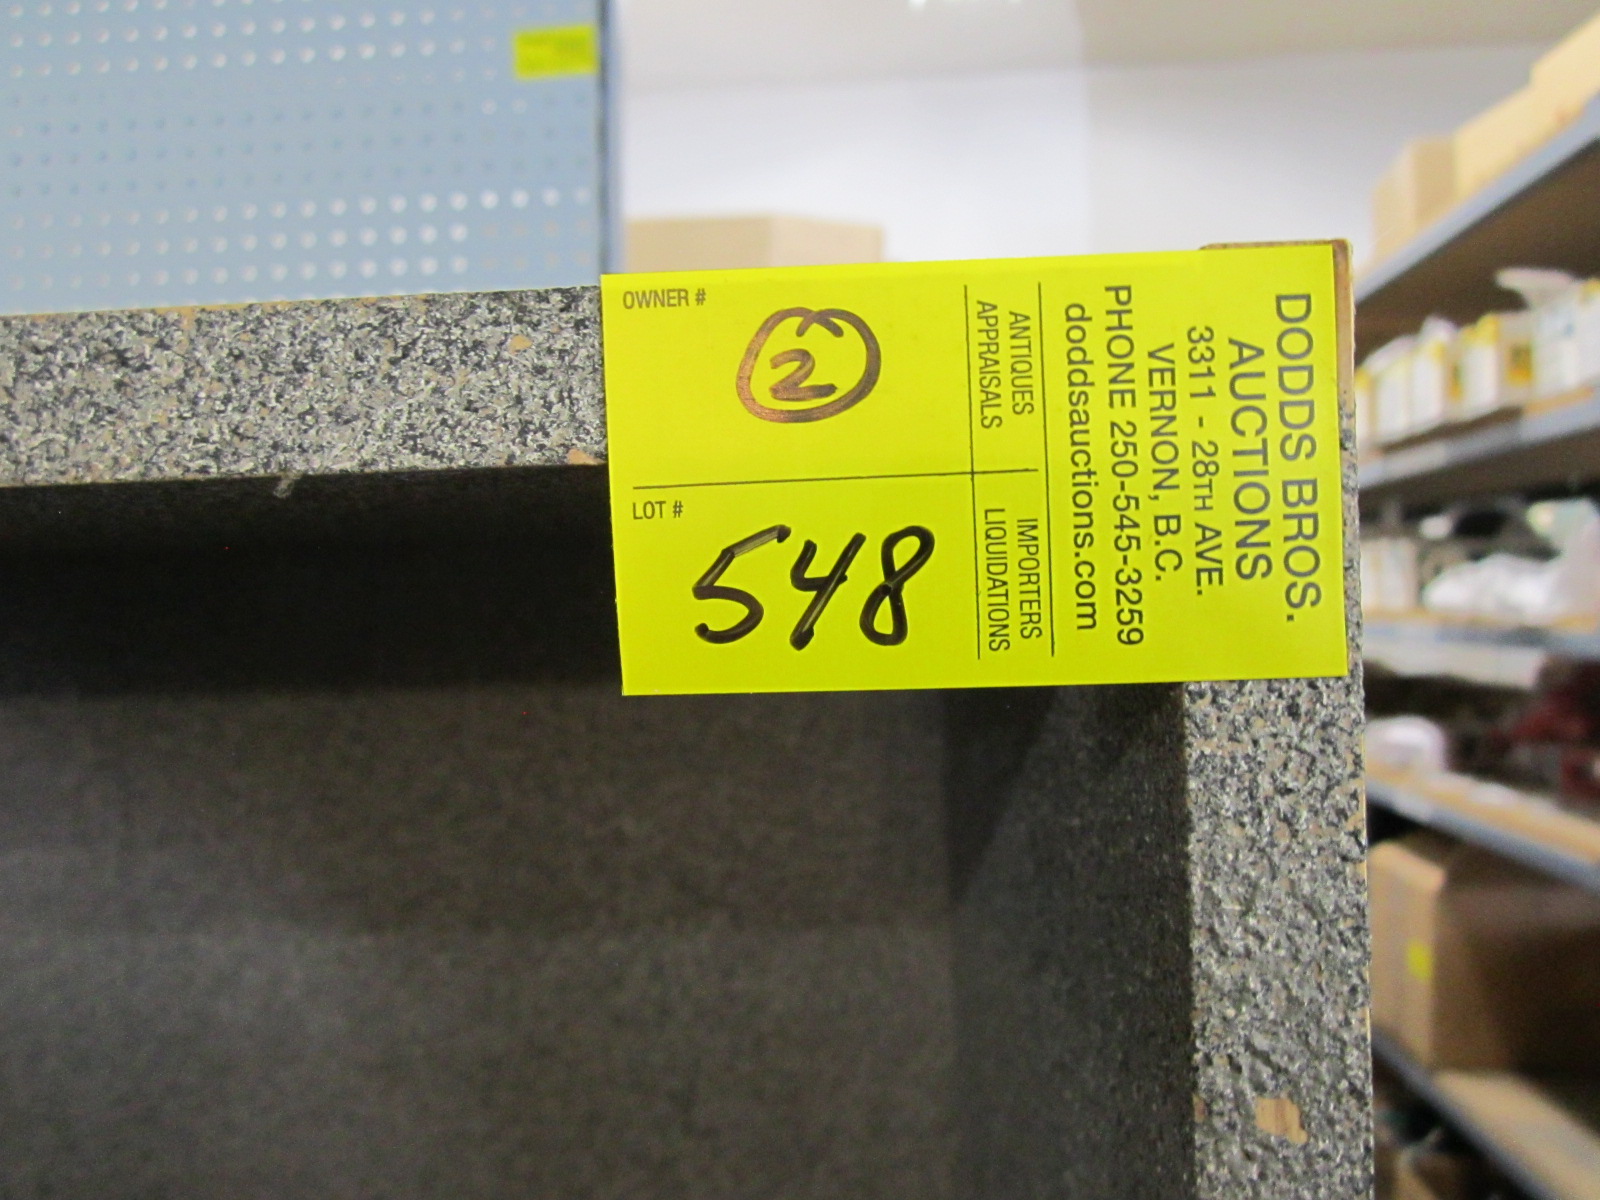 DODDS BROS.
AUCTIONS
3311 - 28TH AVE.
VERNON, B.C.
PHONE 250-545-3259
doddsauctions.com
ANTIQUES
APPRAISALS
IMPORTERS
LIQUIDATIONS
OWNER #
2
LOT #
548